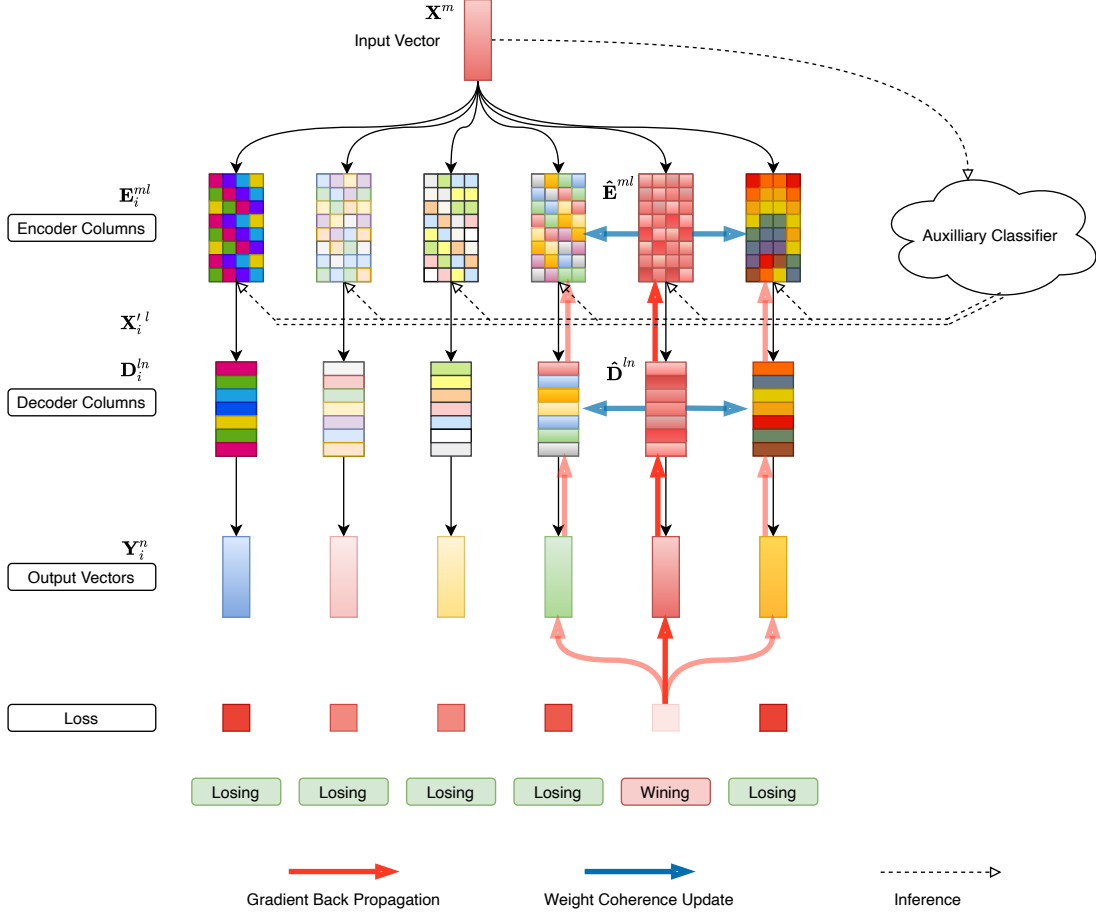 𝐗^m
Input Vector
𝐄_i^{ml}
Encoder Columns
𝐄̂^{ml}
Auxilliary Classifier
𝐗′_i^l
𝐃_i^{ln}
Decoder Columns
𝐃̂^{ln}
𝐘_i^n
Output Vectors
Loss
Losing Losing Losing Losing Wining Losing
Gradient Back Propagation Weight Coherence Update Inference